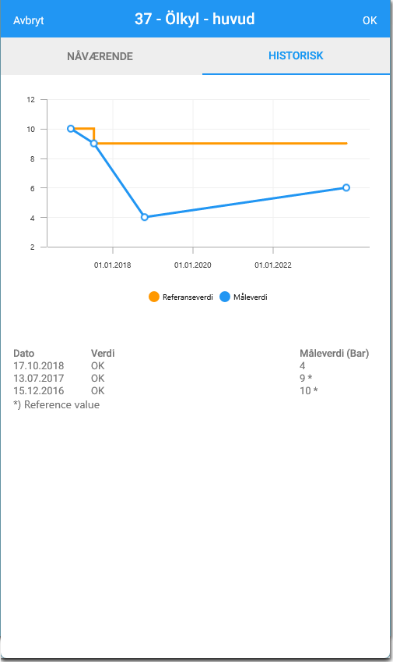 Avbryt 37 - Ölkyl - huvud OK
NÅVÆRENDE HISTORISK
12
10
8
6
4
2
01.01.2018 01.01.2020 01.01.2022
Referanseverdi Måleverdi
Dato Verdi Måleverdi (Bar)
17.10.2018 OK 4
13.07.2017 OK 9 *
15.12.2016 OK 10 *
*) Reference value